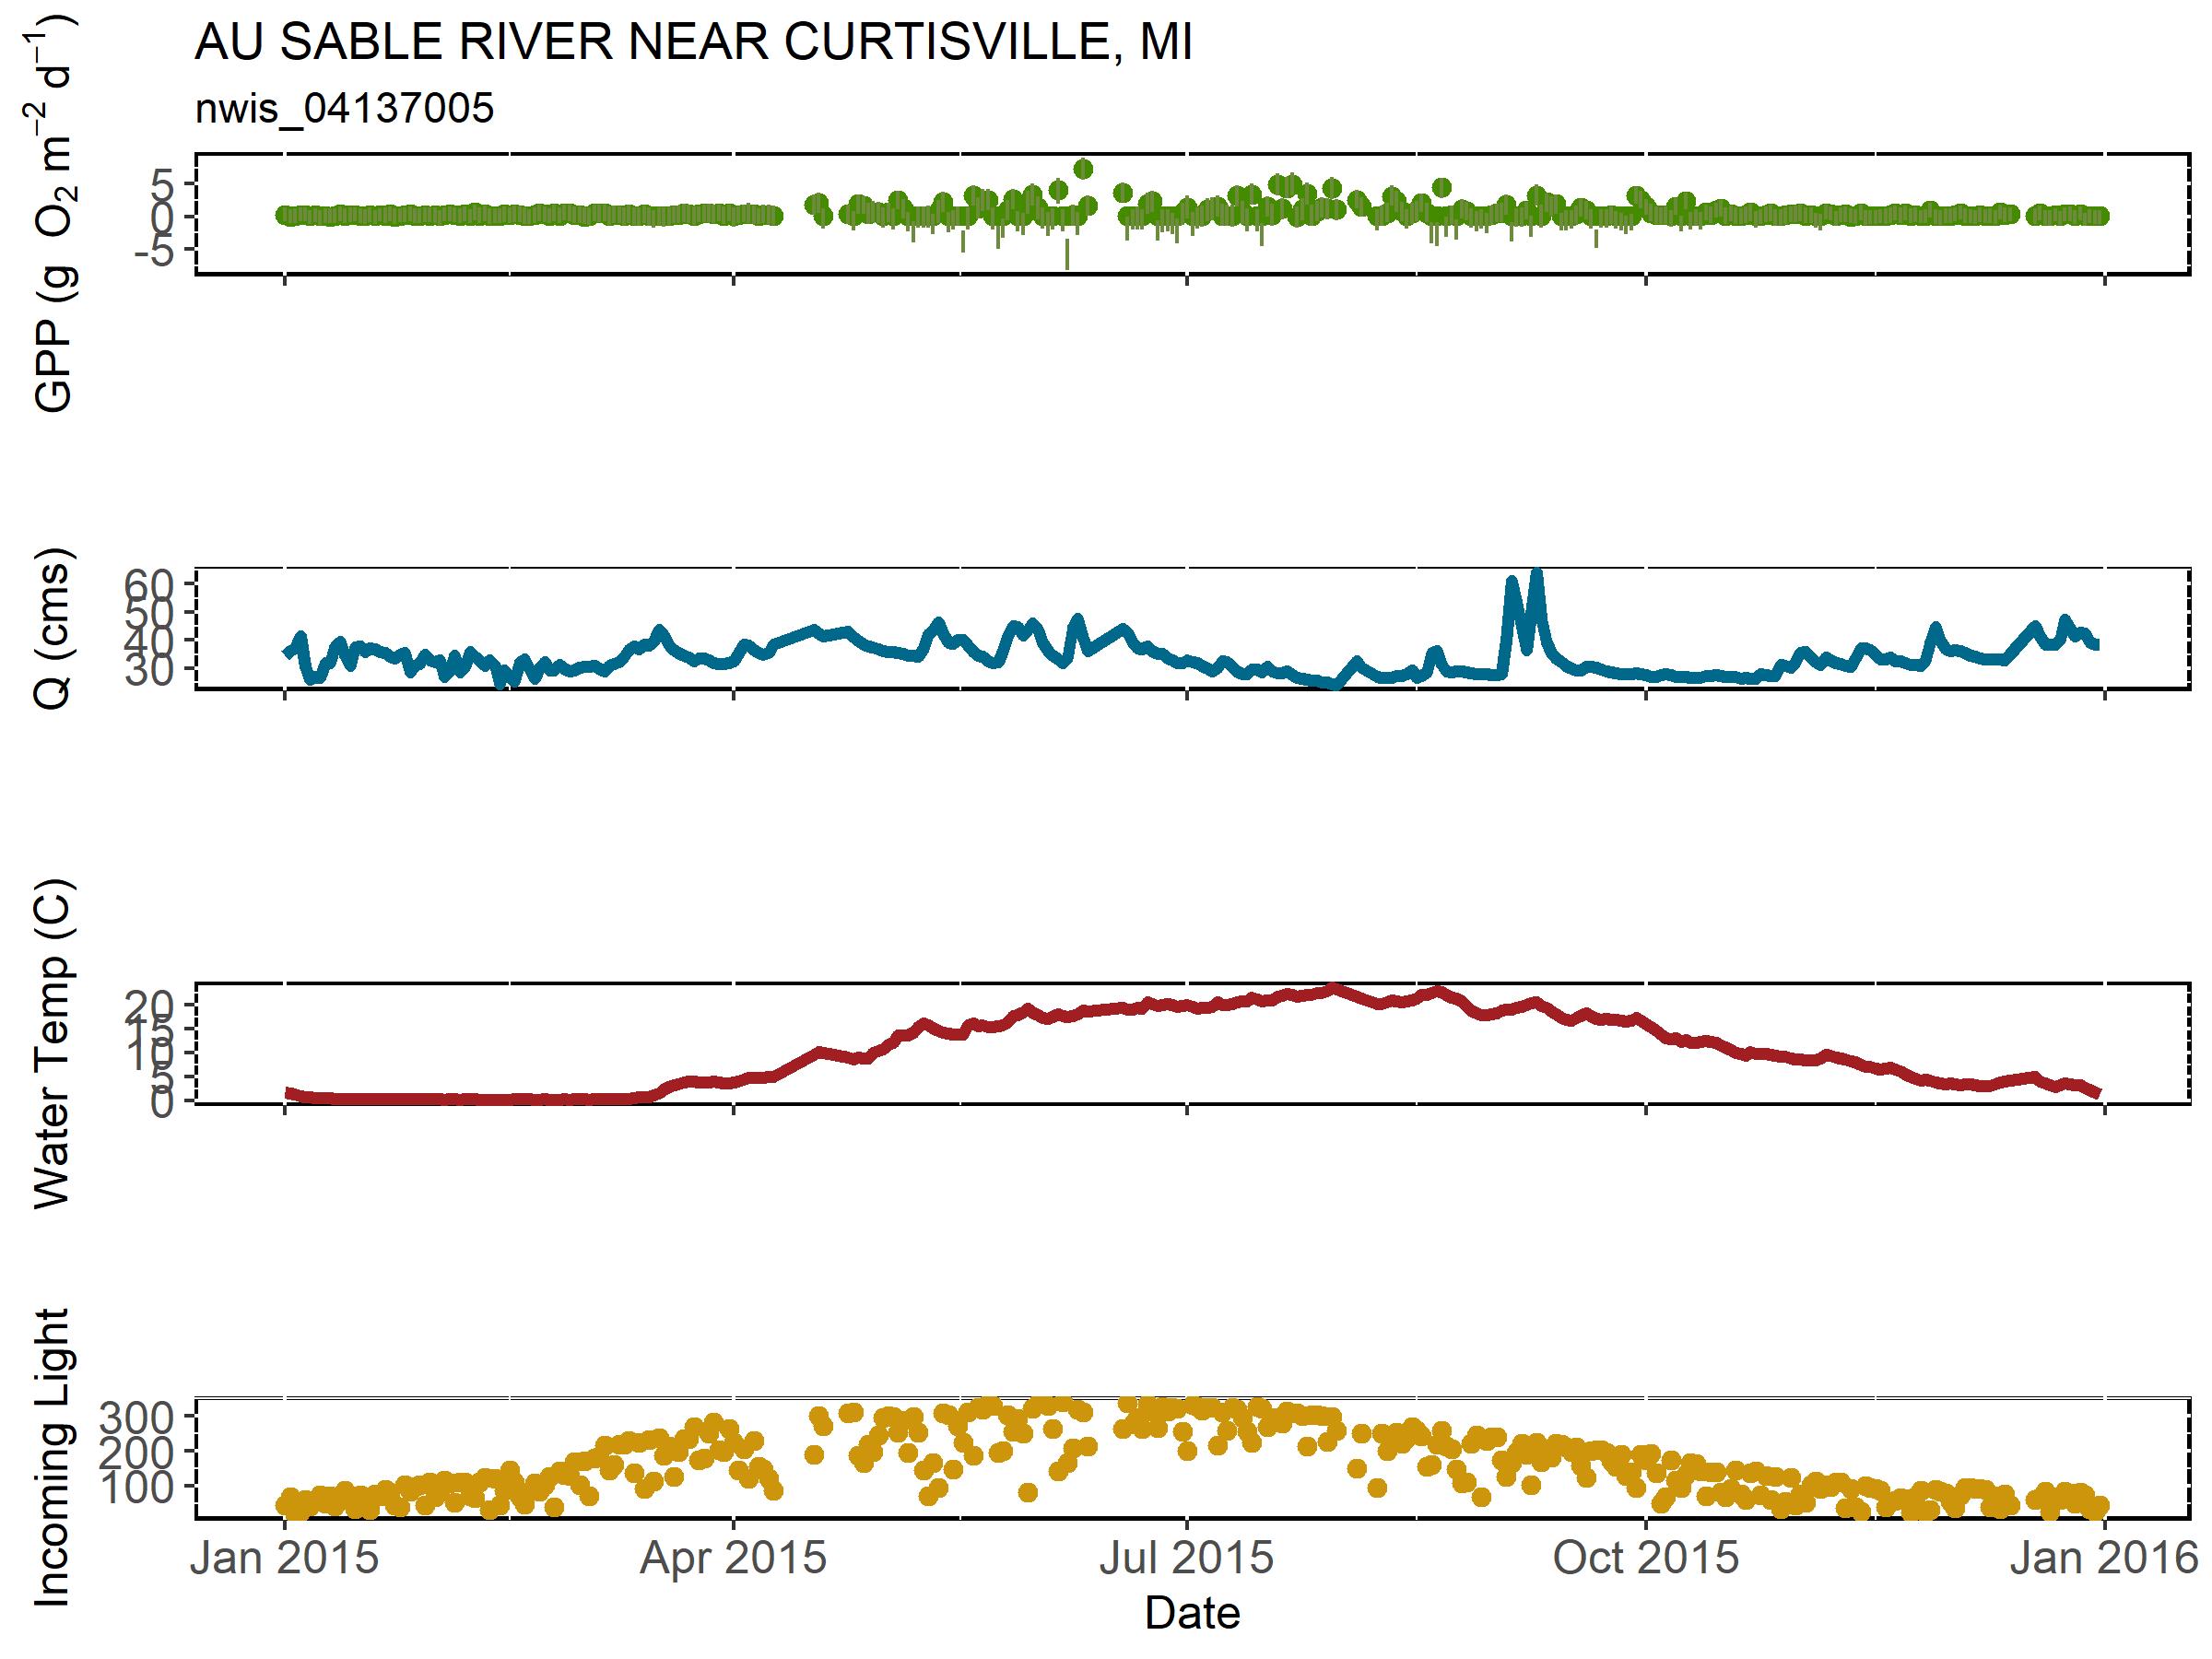 AU SABLE RIVER NEAR CURTISVILLE, MI
nwis_04137005
GPP (g O₂ m⁻² d⁻¹)
5
0
-5
Q (cms)
60
50
40
30
Water Temp (C)
20
15
10
5
0
Incoming Light
300
200
100
Jan 2015 Apr 2015 Jul 2015 Oct 2015 Jan 2016
Date